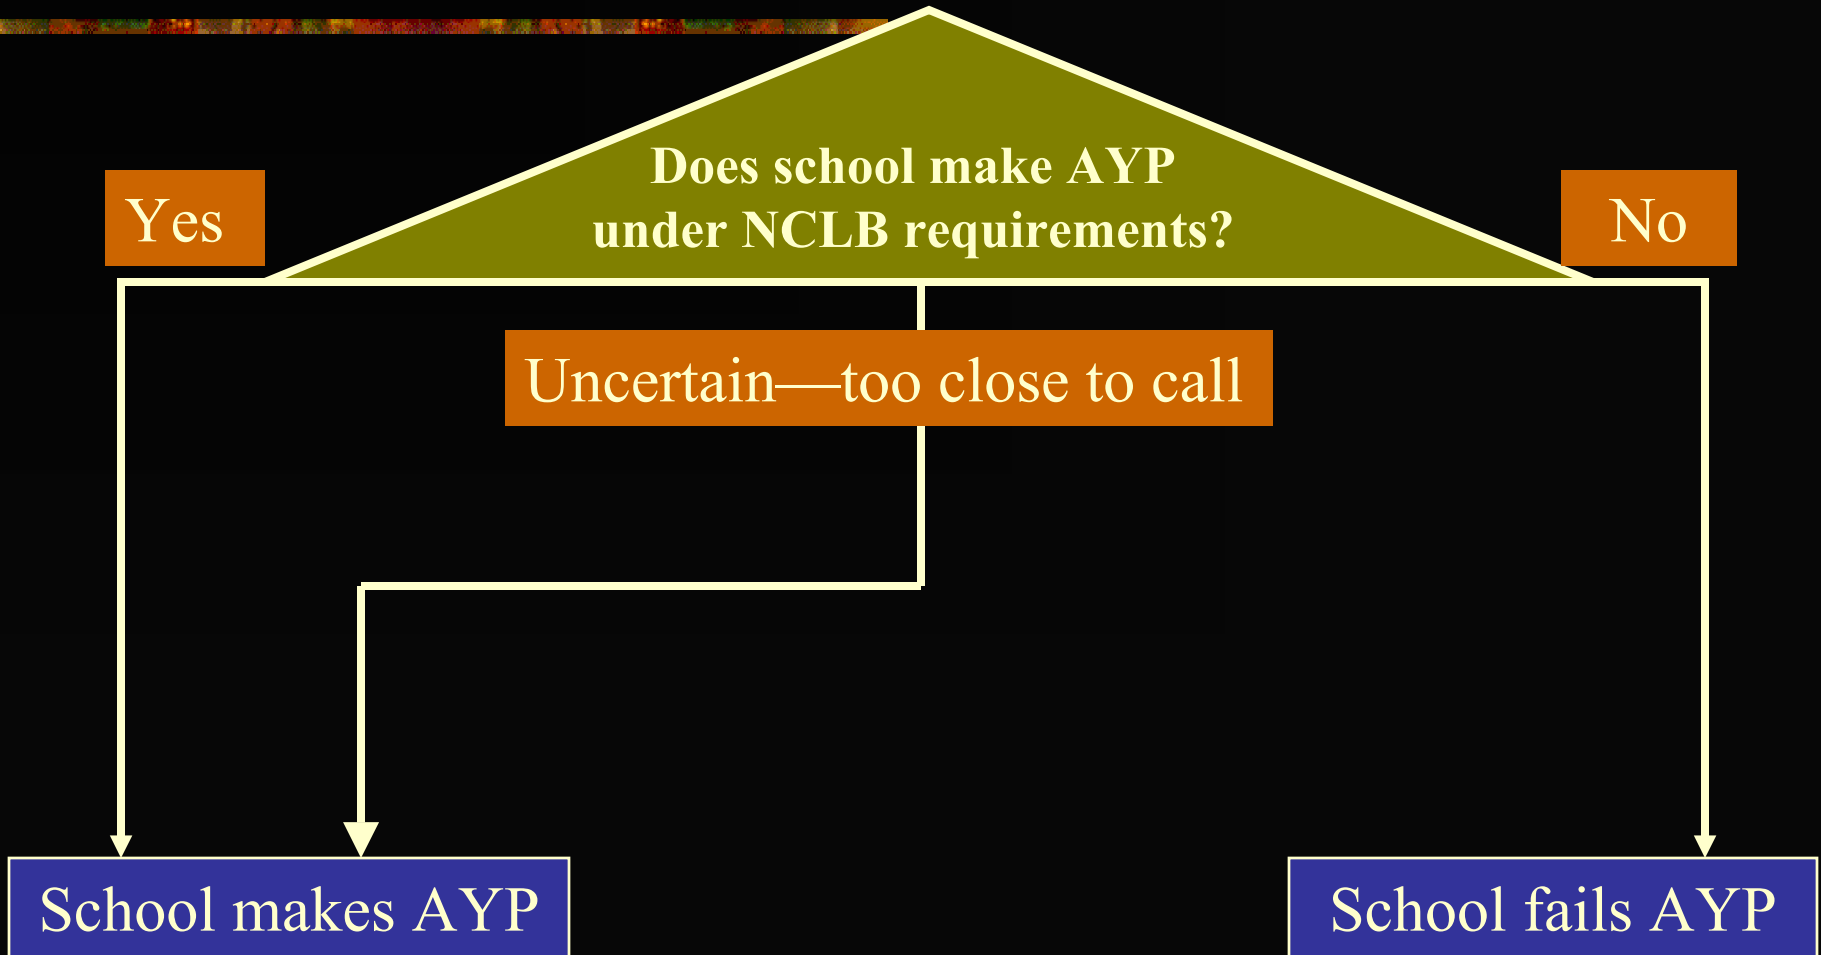 Does school make AYP
under NCLB requirements?
Yes
No
Uncertain—too close to call
School makes AYP
School fails AYP